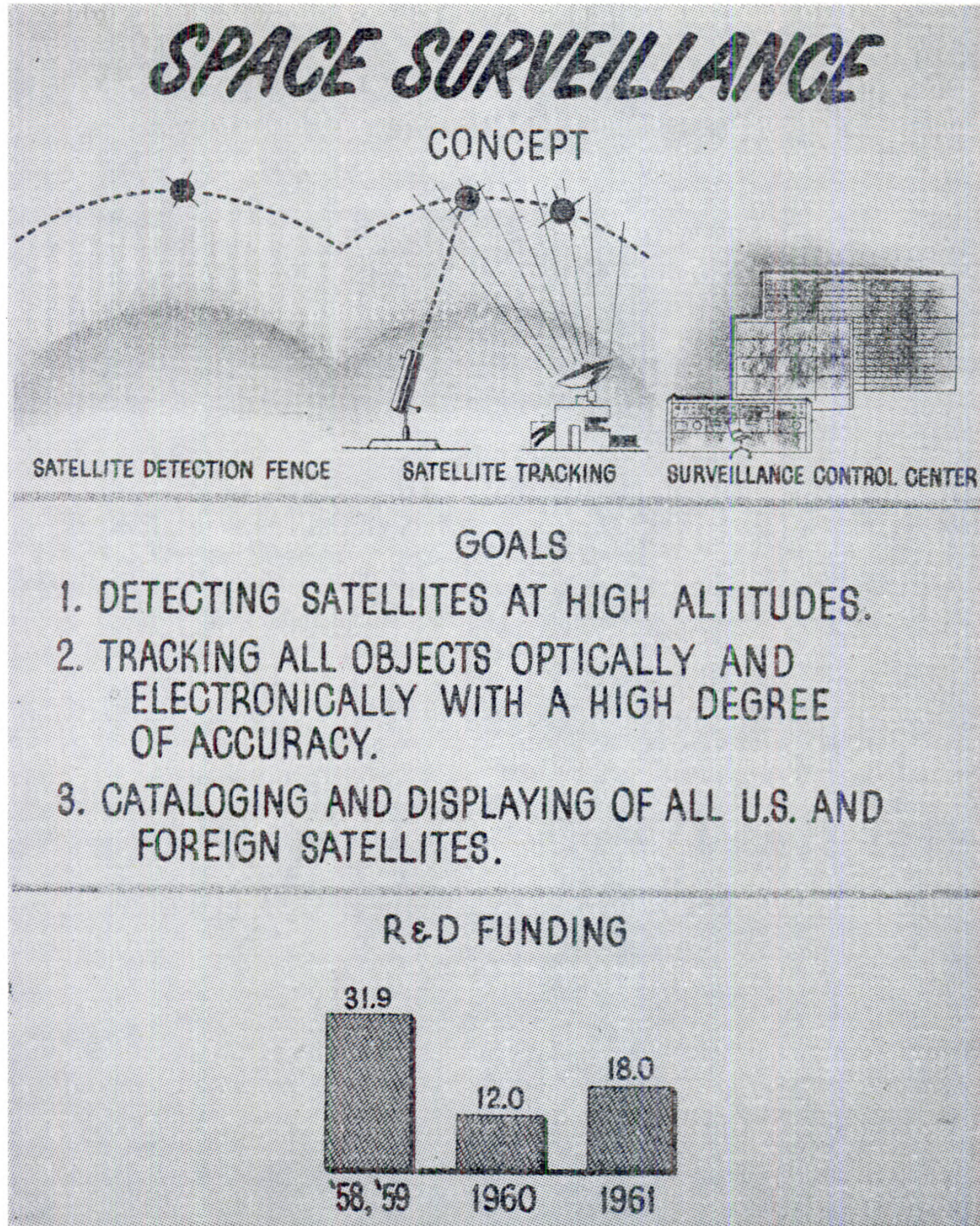 SPACE SURVEILLANCE
CONCEPT
SATELLITE DETECTION FENCE
SATELLITE TRACKING
SURVEILLANCE CONTROL CENTER
GOALS
1. DETECTING SATELLITES AT HIGH ALTITUDES.
2. TRACKING ALL OBJECTS OPTICALLY AND
ELECTRONICALLY WITH A HIGH DEGREE
OF ACCURACY.
3. CATALOGING AND DISPLAYING OF ALL U.S. AND
FOREIGN SATELLITES.
R&D FUNDING
31.9
12.0
18.0
'58, '59
1960
1961